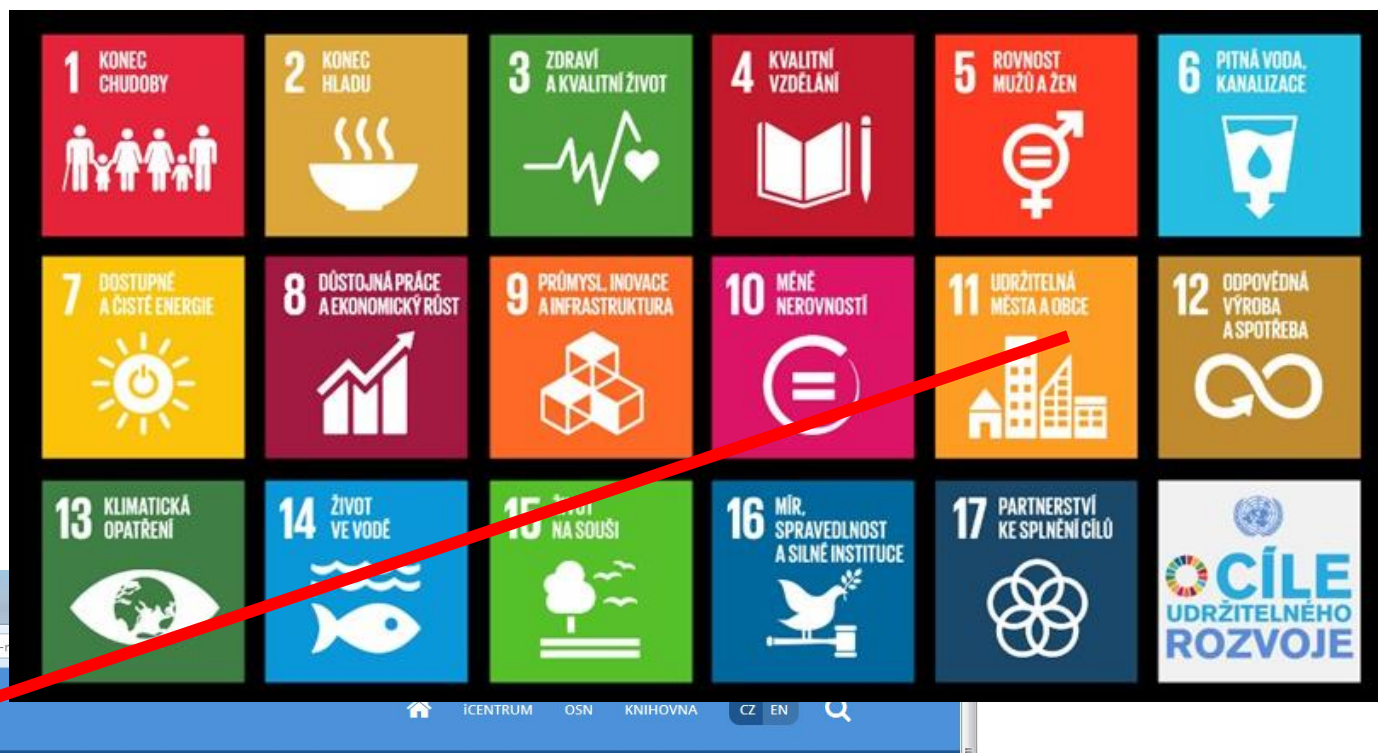 1 KONEC
CHUDOBY
2 KONEC
HLADU
3 ZDRAVÍ
A KVALITNÍ ŽIVOT
4 KVALITNÍ
VZDĚLÁNÍ
5 ROVNOST
MUŽŮ A ŽEN
6 PITNÁ VODA,
KANALIZACE
7 DOSTUPNÉ
A ČISTÉ ENERGIE
8 DŮSTOJNÁ PRÁCE
A EKONOMICKÝ RŮST
9 PRŮMYSL, INOVACE
A INFRASTRUKTURA
10 MÉNĚ
NEROVNOSTÍ
11 UDRŽITELNÁ
MĚSTA A OBCE
12 ODPOVĚDNÁ
VÝROBA
A SPOTŘEBA
13 KLIMATICKÁ
OPATŘENÍ
14 ŽIVOT
VE VODĚ
15 ŽIVOT
NA SOUŠI
16 MÍR,
SPRAVEDLNOST
A SILNÉ INSTITUCE
17 PARTNERSTVÍ
KE SPLNĚNÍ CÍLŮ
CÍLE
UDRŽITELNÉHO
ROZVOJE
iCENTRUM OSN KNIHOVNA CZ EN